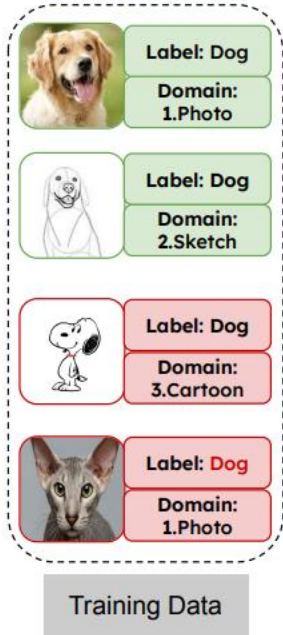 Label: Dog
Domain:
1.Photo
Label: Dog
Domain:
2.Sketch
Label: Dog
Domain:
3.Cartoon
Label: Dog
Domain:
1.Photo
Training Data